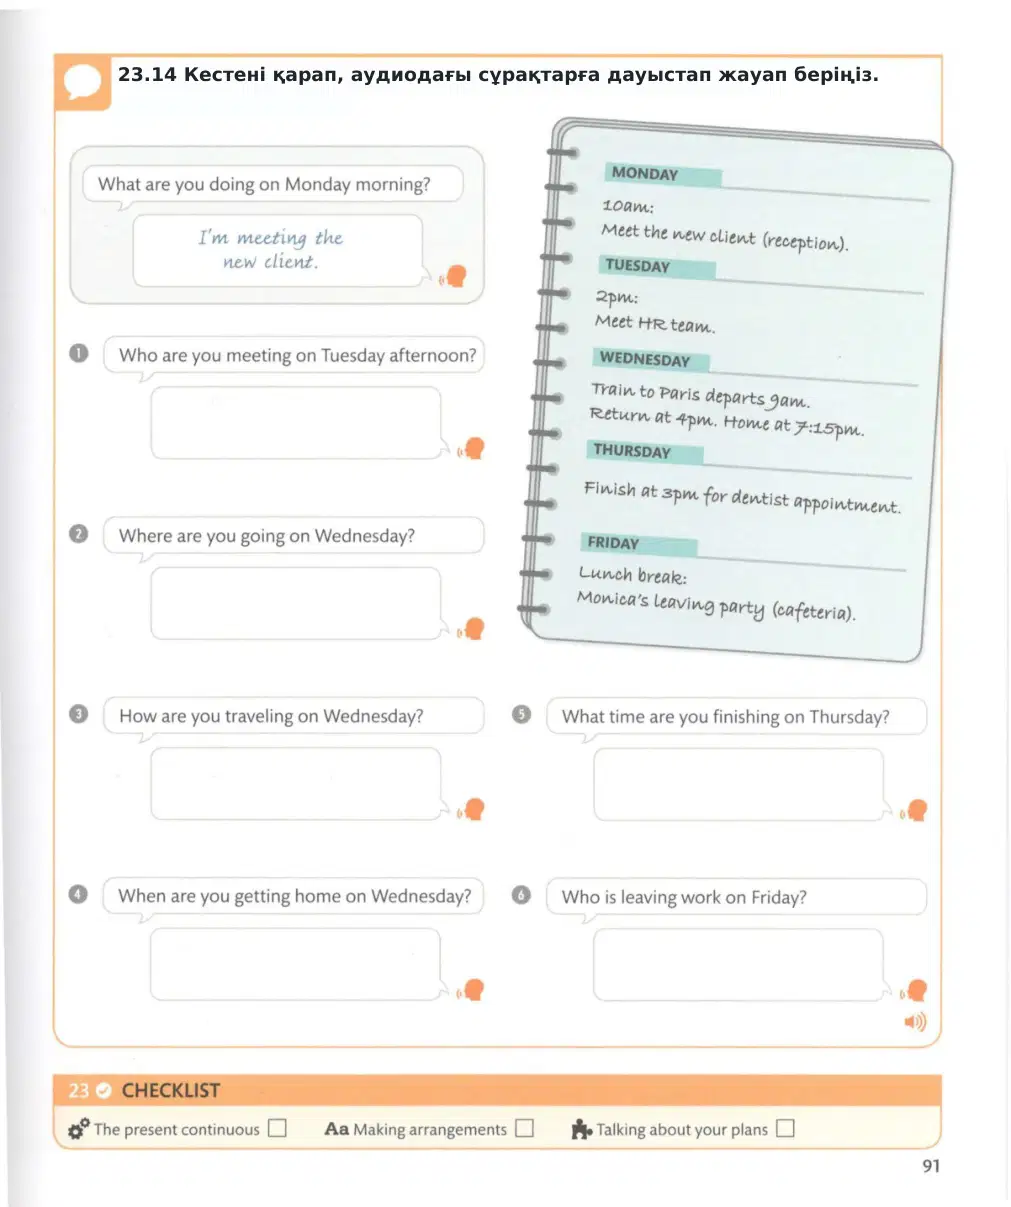 23.14 Кестені қарап, аудиодағы сұрақтарға дауыстап жауап беріңіз.
What are you doing on Monday morning?
I'm meeting the
new client.
1 Who are you meeting on Tuesday afternoon?
2 Where are you going on Wednesday?
3 How are you traveling on Wednesday?
4 When are you getting home on Wednesday?
MONDAY
10am:
Meet the new client (reception).
TUESDAY
2pm:
Meet HR team.
WEDNESDAY
Train to Paris departs 9am.
Return at 4pm. Home at 7:15pm.
THURSDAY
Finish at 3pm for dentist appointment.
FRIDAY
Lunch break:
Monica's leaving party (cafeteria).
5 What time are you finishing on Thursday?
6 Who is leaving work on Friday?
23 CHECKLIST
The present continuous
Aa Making arrangements
Talking about your plans
91